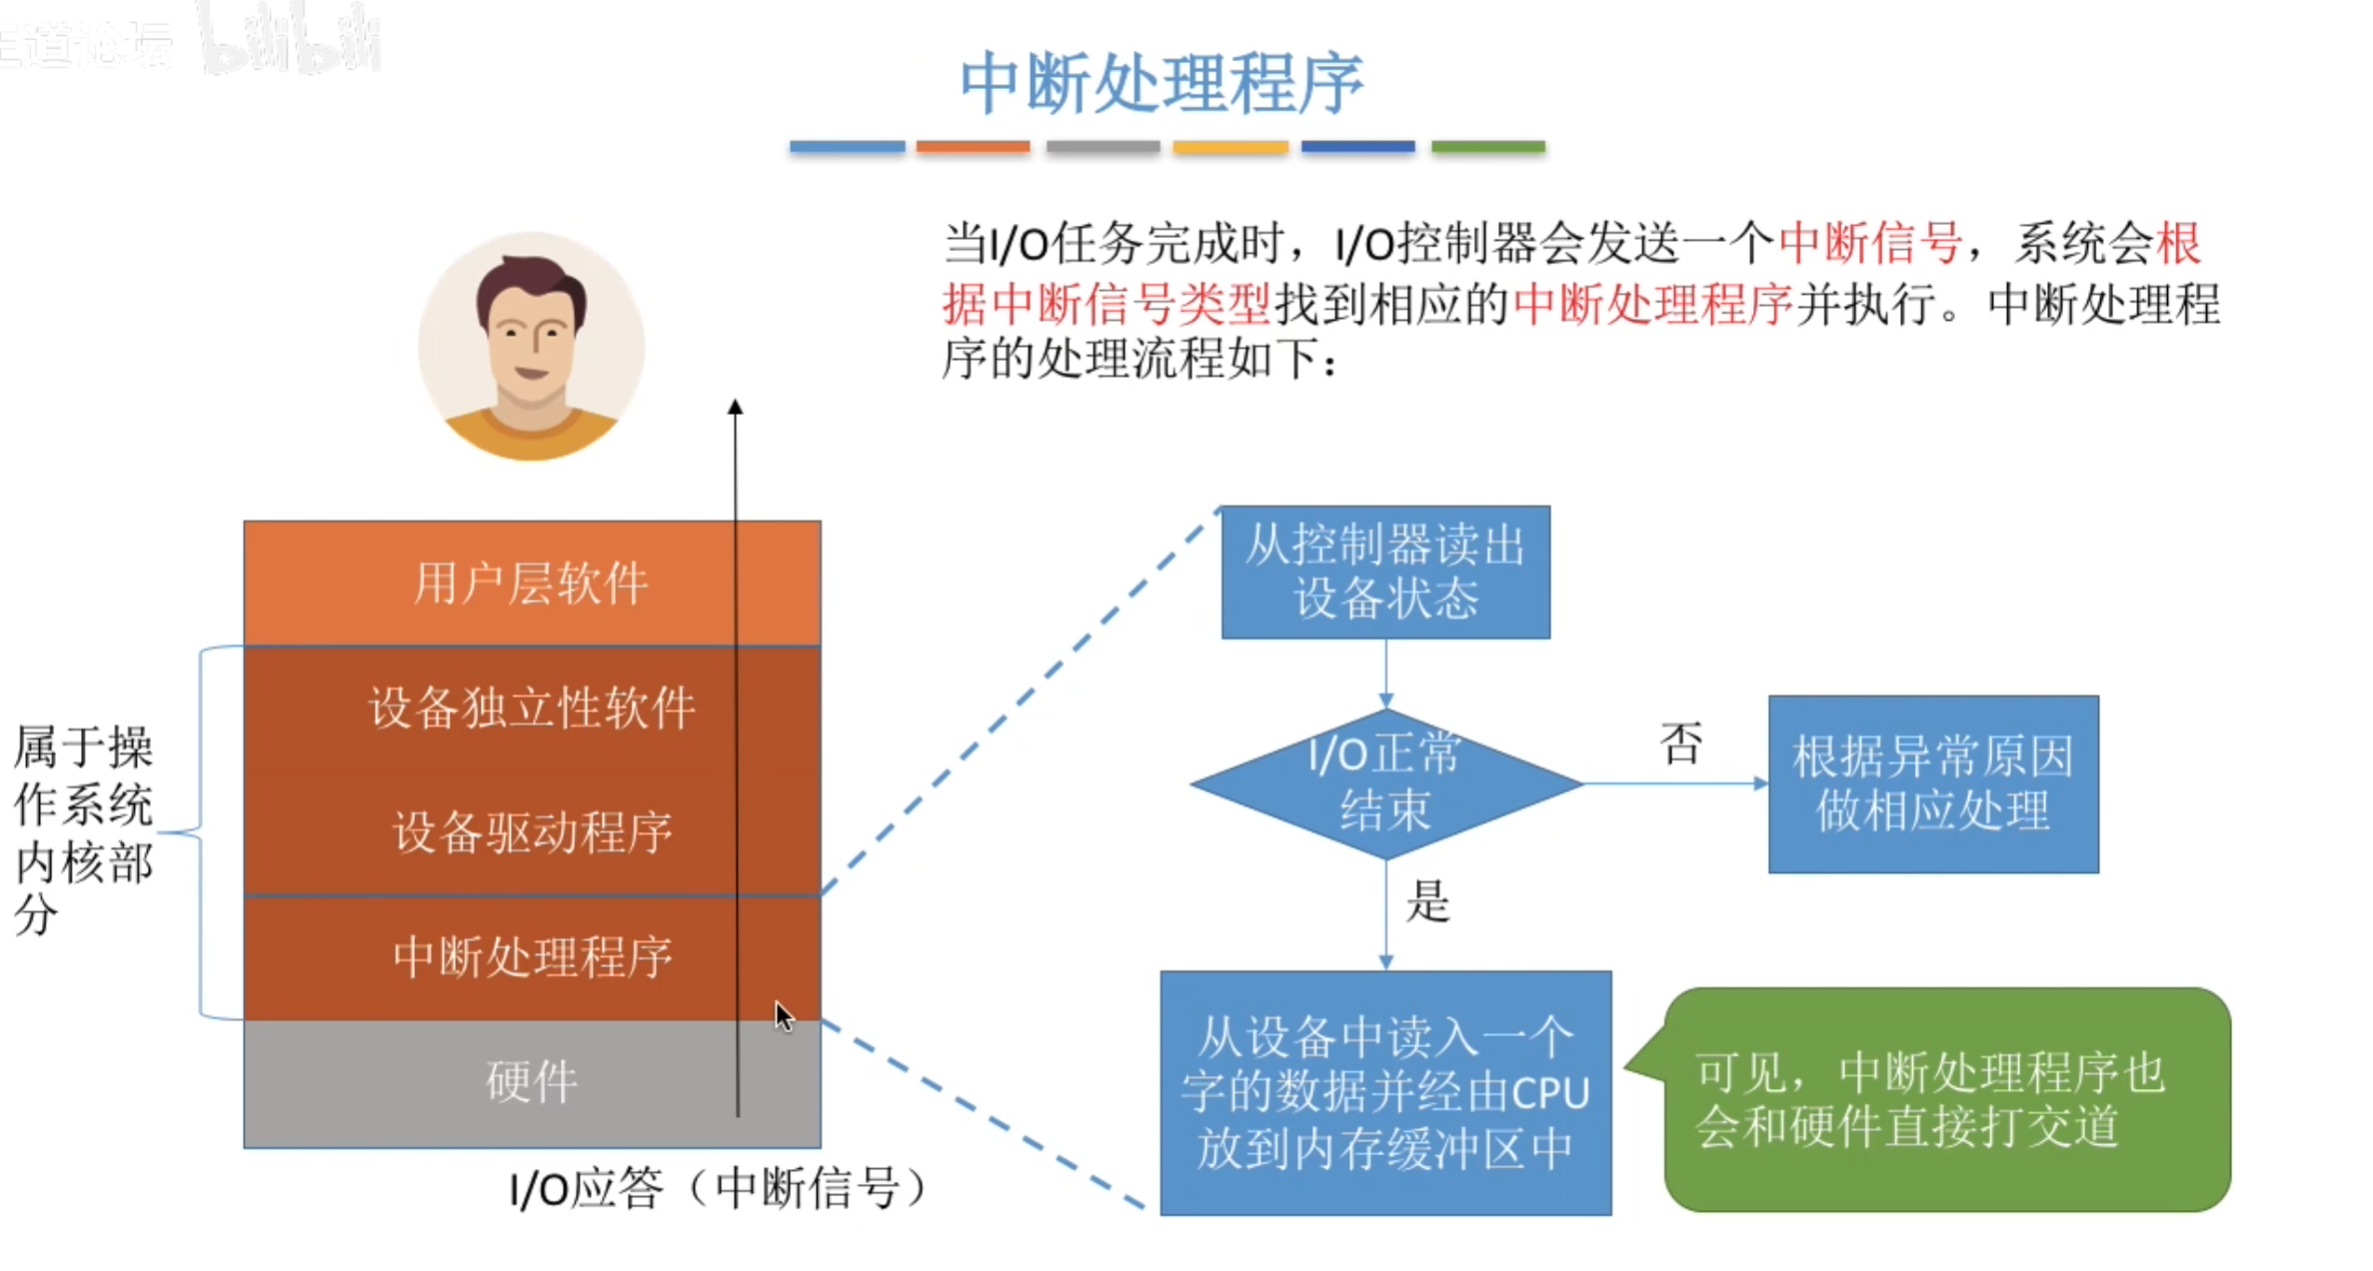 王道论坛 bilibili
中断处理程序
当I/O任务完成时，I/O控制器会发送一个中断信号，系统会根
据中断信号类型找到相应的中断处理程序并执行。中断处理程
序的处理流程如下：
用户层软件
设备独立性软件
设备驱动程序
中断处理程序
硬件
属于操
作系统
内核部
分
I/O应答（中断信号）
从控制器读出
设备状态
I/O正常
结束
否
根据异常原因
做相应处理
是
从设备中读入一个
字的数据并经由CPU
放到内存缓冲区中
可见，中断处理程序也
会和硬件直接打交道